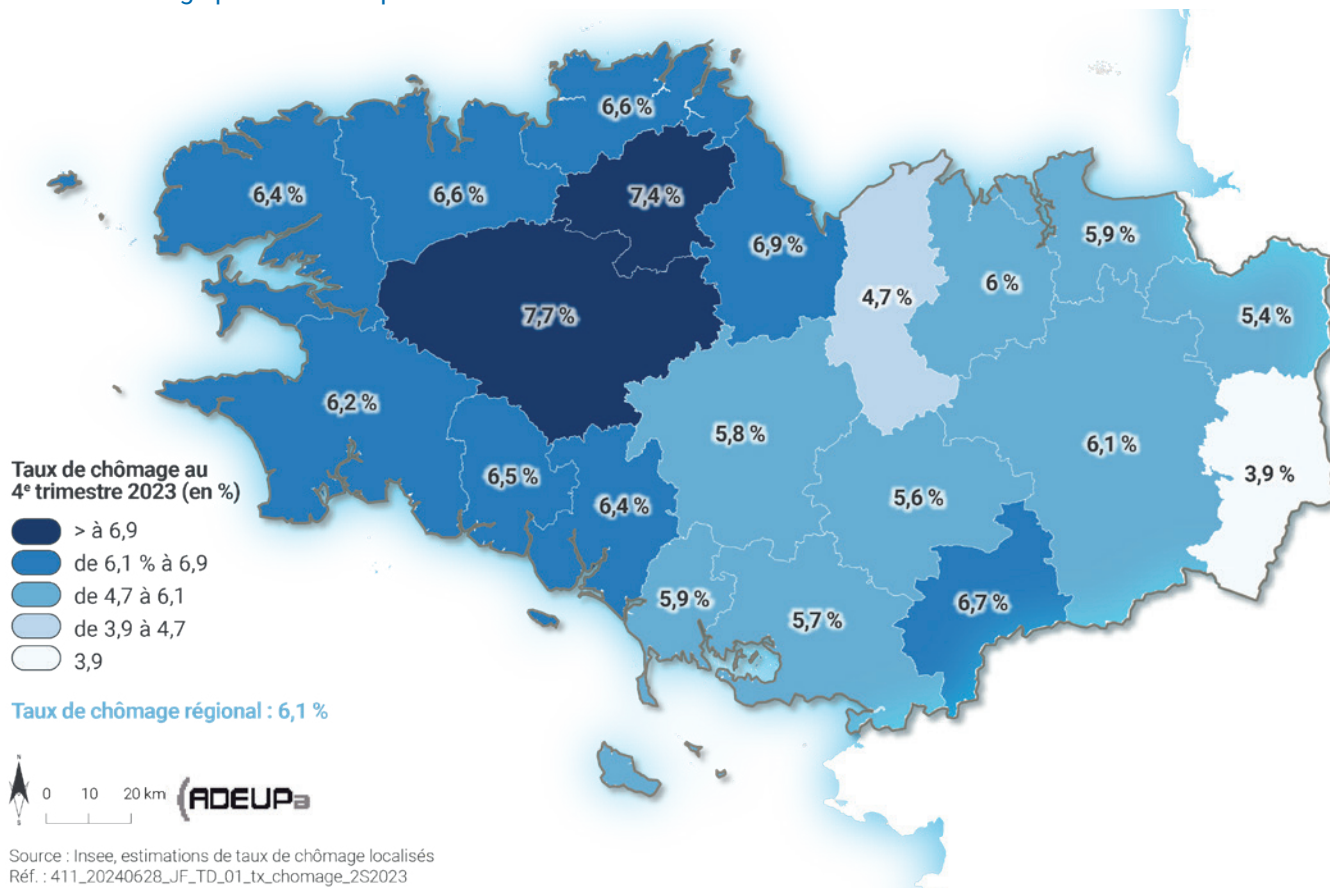 6,6 %
6,4 %
6,6 %
7,4 %
6,9 %
5,9 %
4,7 %
6 %
5,4 %
7,7 %
6,2 %
5,8 %
6,1 %
3,9 %
6,5 %
6,4 %
5,6 %
5,9 %
5,7 %
6,7 %
Taux de chômage au
4e trimestre 2023 (en %)
> à 6,9
de 6,1 % à 6,9
de 4,7 à 6,1
de 3,9 à 4,7
3,9
Taux de chômage régional : 6,1 %
N
S
0 10 20 km
ADEUPa
Source : Insee, estimations de taux de chômage localisés
Réf. : 411_20240628_JF_TD_01_tx_chomage_2S2023